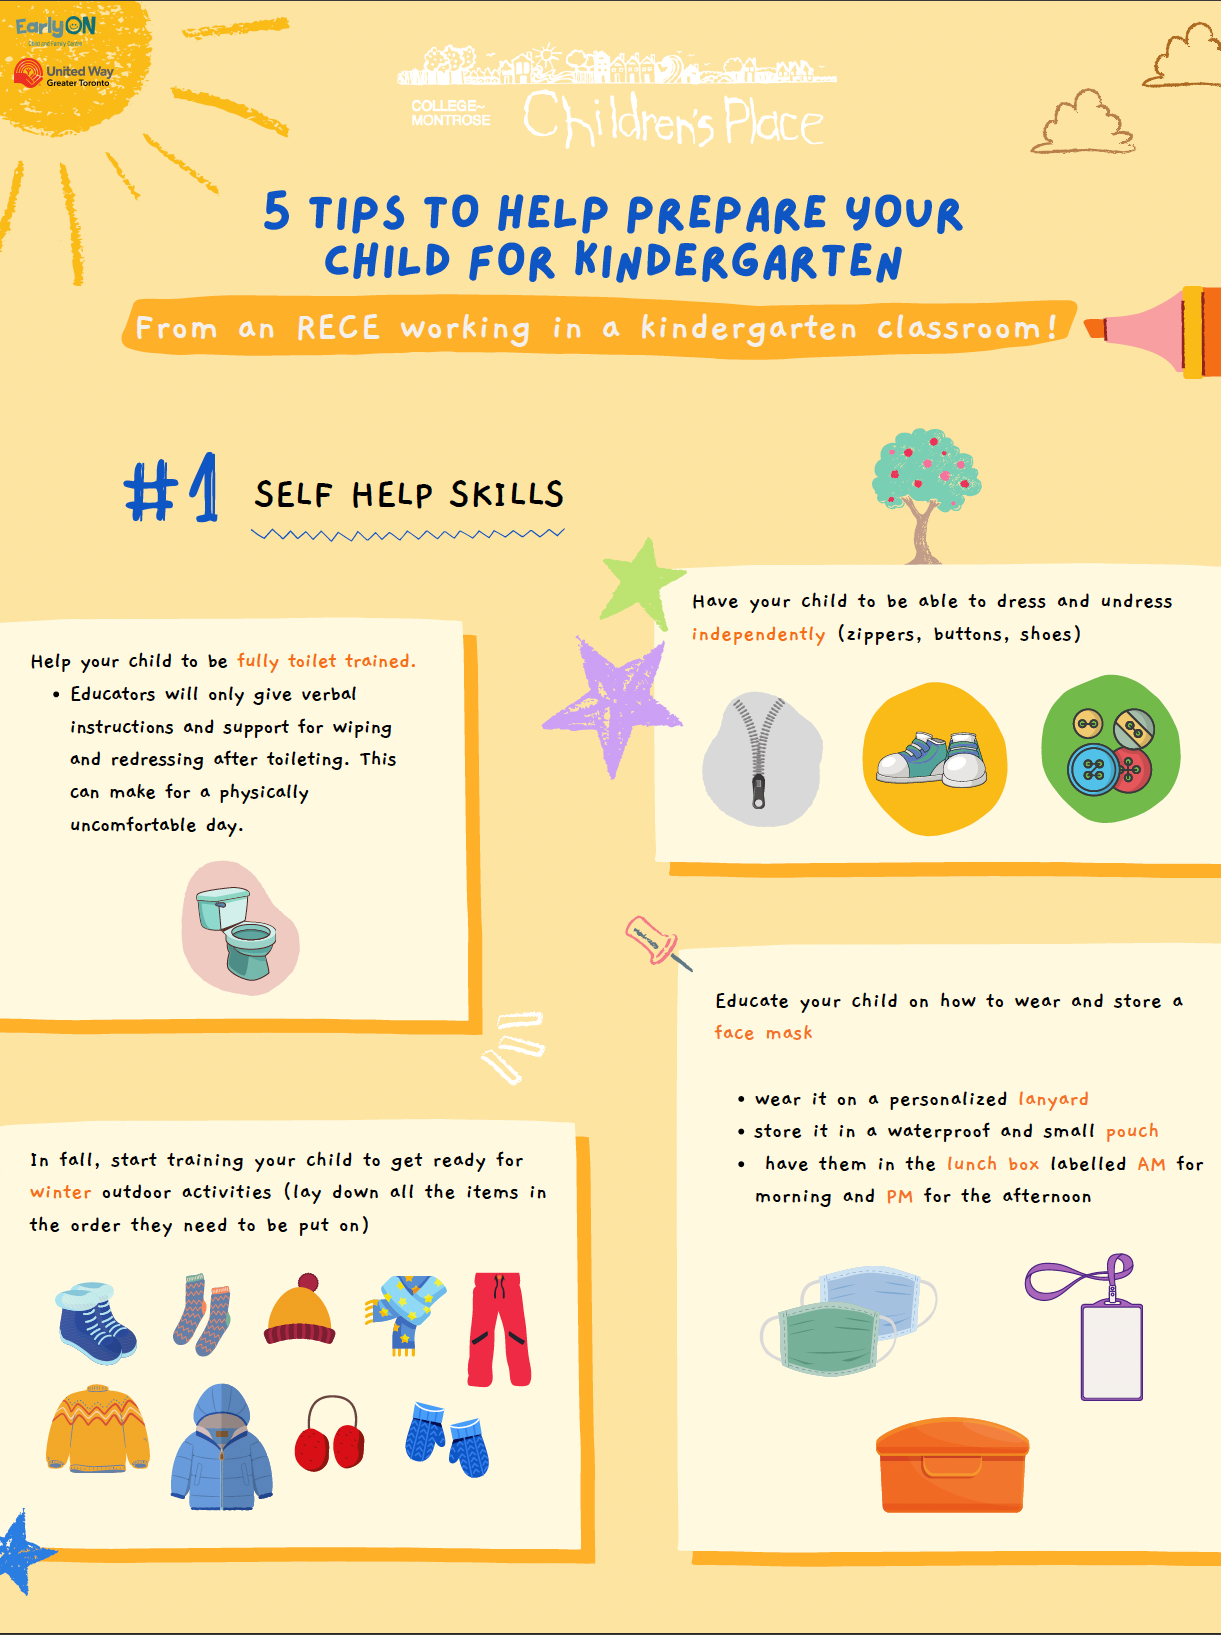 EarlyON
Child and Family Centre
United Way
Greater Toronto
COLLEGE~
MONTROSE
Children's Place
5 TIPS TO HELP PREPARE YOUR
CHILD FOR KINDERGARTEN
From an RECE working in a kindergarten classroom!
#1 SELF HELP SKILLS
Have your child to be able to dress and undress
independently (zippers, buttons, shoes)
Help your child to be fully toilet trained.
• Educators will only give verbal
instructions and support for wiping
and redressing after toileting. This
can make for a physically
uncomfortable day.
Educate your child on how to wear and store a
face mask
• wear it on a personalized lanyard
• store it in a waterproof and small pouch
• have them in the lunch box labelled AM for
morning and PM for the afternoon
In fall, start training your child to get ready for
winter outdoor activities (lay down all the items in
the order they need to be put on)